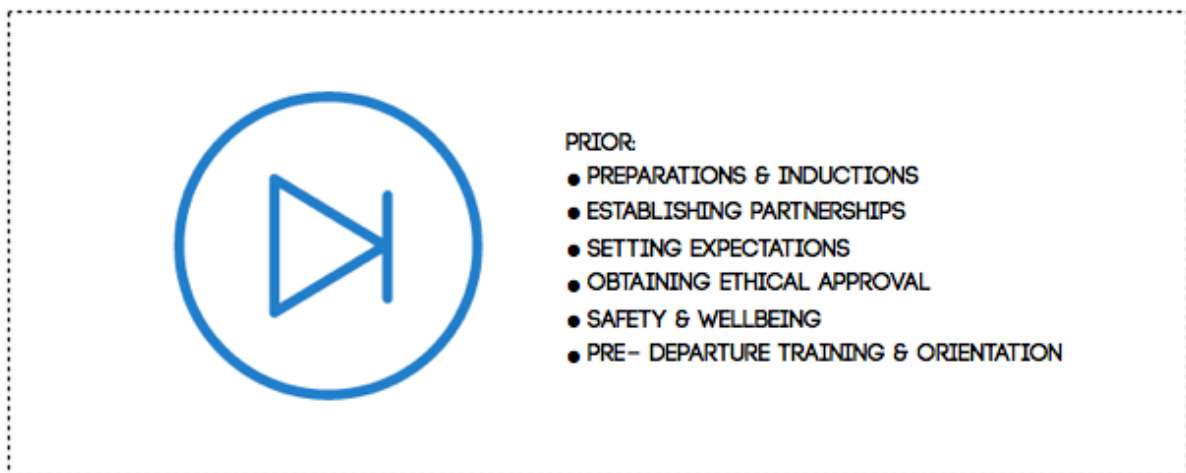 PRIOR:
● PREPARATIONS & INDUCTIONS
● ESTABLISHING PARTNERSHIPS
● SETTING EXPECTATIONS
● OBTAINING ETHICAL APPROVAL
● SAFETY & WELLBEING
● PRE- DEPARTURE TRAINING & ORIENTATION